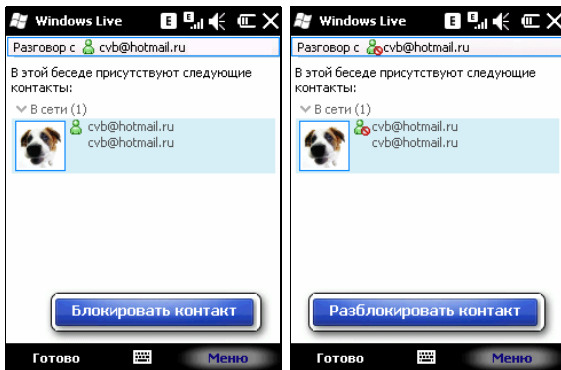 Windows Live
E E
Разговор с cvb@hotmail.ru
В этой беседе присутствуют следующие
контакты:
В сети (1)
cvb@hotmail.ru
cvb@hotmail.ru
Блокировать контакт
Готово Меню
Windows Live
E E
Разговор с cvb@hotmail.ru
В этой беседе присутствуют следующие
контакты:
В сети (1)
cvb@hotmail.ru
cvb@hotmail.ru
Разблокировать контакт
Готово Меню